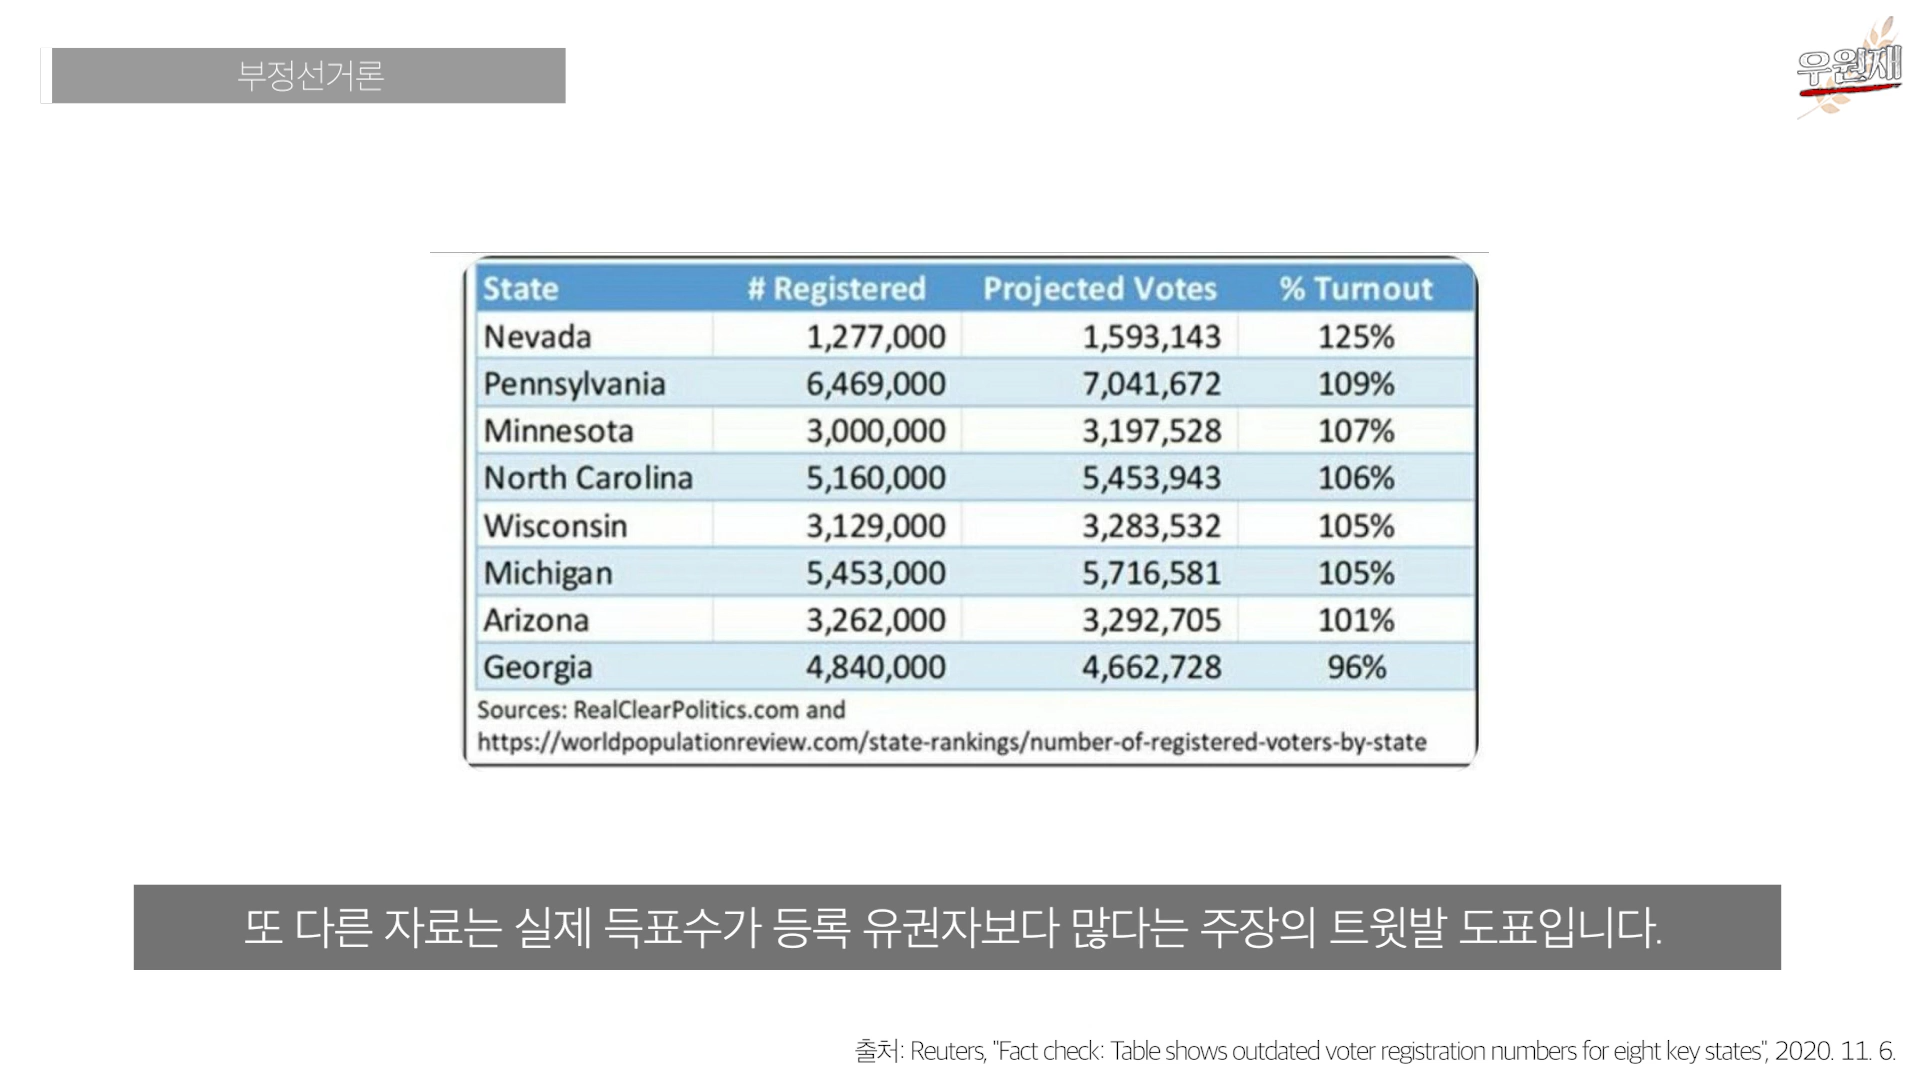 부정선거론
우원재
State # Registered Projected Votes % Turnout
Nevada 1,277,000 1,593,143 125%
Pennsylvania 6,469,000 7,041,672 109%
Minnesota 3,000,000 3,197,528 107%
North Carolina 5,160,000 5,453,943 106%
Wisconsin 3,129,000 3,283,532 105%
Michigan 5,453,000 5,716,581 105%
Arizona 3,262,000 3,292,705 101%
Georgia 4,840,000 4,662,728 96%
Sources: RealClearPolitics.com and
https://worldpopulationreview.com/state-rankings/number-of-registered-voters-by-state
또 다른 자료는 실제 득표수가 등록 유권자보다 많다는 주장의 트윗발 도표입니다.
출처: Reuters, "Fact check: Table shows outdated voter registration numbers for eight key states", 2020. 11. 6.